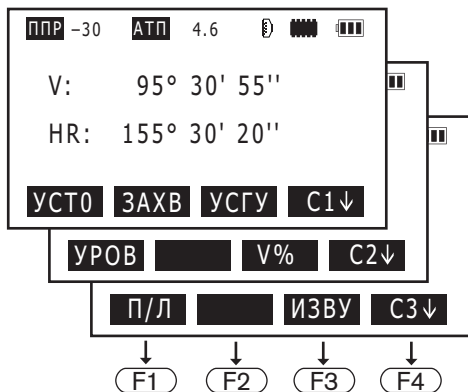 ППР -30 АТП 4.6
V: 95° 30' 55''
HR: 155° 30' 20''
УСТ0 ЗАХВ УСГУ С1↓
УРОВ V% С2↓
П/Л ИЗВУ С3↓
F1 F2 F3 F4